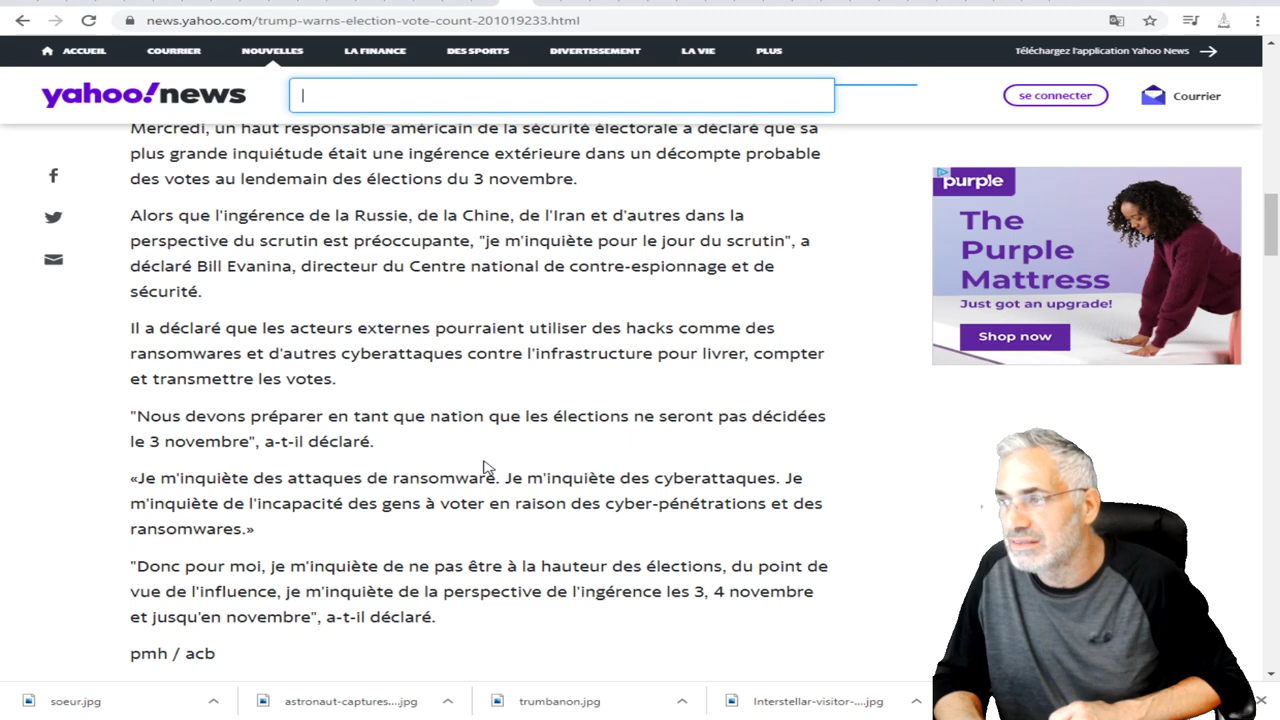 news.yahoo.com/trump-warns-election-vote-count-201019233.html
ACCUEIL COURRIER NOUVELLES LA FINANCE DES SPORTS DIVERTISSEMENT LA VIE PLUS Téléchargez l'application Yahoo News
yahoo!news se connecter Courrier
Mercredi, un haut responsable américain de la sécurité électorale a déclaré que sa
plus grande inquiétude était une ingérence extérieure dans un décompte probable
des votes au lendemain des élections du 3 novembre.
Alors que l'ingérence de la Russie, de la Chine, de l'Iran et d'autres dans la
perspective du scrutin est préoccupante, "je m'inquiète pour le jour du scrutin", a
déclaré Bill Evanina, directeur du Centre national de contre-espionnage et de
sécurité.
Il a déclaré que les acteurs externes pourraient utiliser des hacks comme des
ransomwares et d'autres cyberattaques contre l'infrastructure pour livrer, compter
et transmettre les votes.
"Nous devons préparer en tant que nation que les élections ne seront pas décidées
le 3 novembre", a-t-il déclaré.
«Je m'inquiète des attaques de ransomware. Je m'inquiète des cyberattaques. Je
m'inquiète de l'incapacité des gens à voter en raison des cyber-pénétrations et des
ransomwares.»
"Donc pour moi, je m'inquiète de ne pas être à la hauteur des élections, du point de
vue de l'influence, je m'inquiète de la perspective de l'ingérence les 3, 4 novembre
et jusqu'en novembre", a-t-il déclaré.
pmh / acb
purple
The
Purple
Mattress
Just got an upgrade!
Shop now
soeur.jpg astronaut-captures....jpg trumbanon.jpg Interstellar-visitor-....jpg